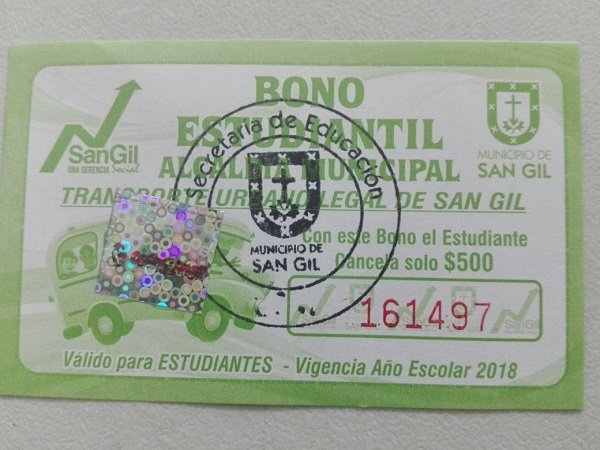 BONO
ESTUDIANTIL
ALCALDIA MUNICIPAL
SanGil
UNA GERENCIA Social
MUNICIPIO DE
SAN GIL
TRANSPORTE URBANO LEGAL DE SAN GIL
Secretaria de Educacion
MUNICIPIO DE
SAN GIL
Con este Bono el Estudiante
Cancela solo $500
161497
SanGil
Válido para ESTUDIANTES - Vigencia Año Escolar 2018